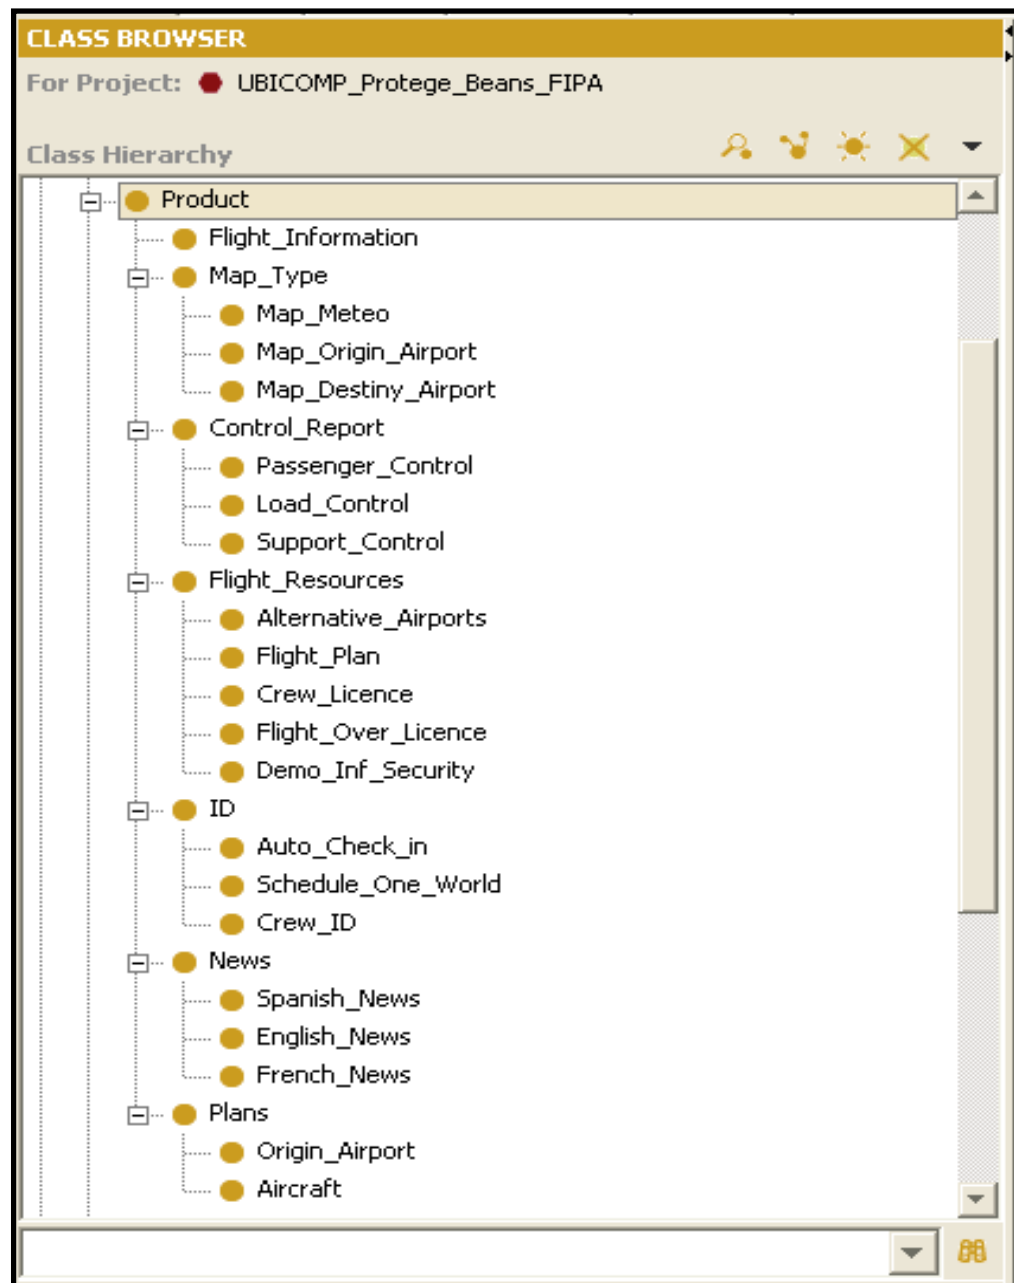 CLASS BROWSER
For Project: UBICOMP_Protege_Beans_FIPA
Class Hierarchy
Product
Flight_Information
Map_Type
Map_Meteo
Map_Origin_Airport
Map_Destiny_Airport
Control_Report
Passenger_Control
Load_Control
Support_Control
Flight_Resources
Alternative_Airports
Flight_Plan
Crew_Licence
Flight_Over_Licence
Demo_Inf_Security
ID
Auto_Check_in
Schedule_One_World
Crew_ID
News
Spanish_News
English_News
French_News
Plans
Origin_Airport
Aircraft